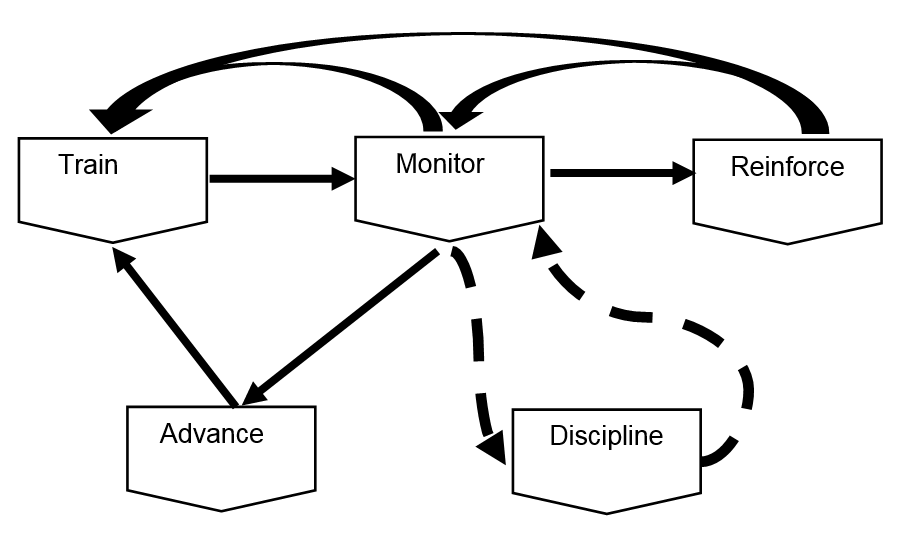 Train
Monitor
Reinforce
Advance
Discipline